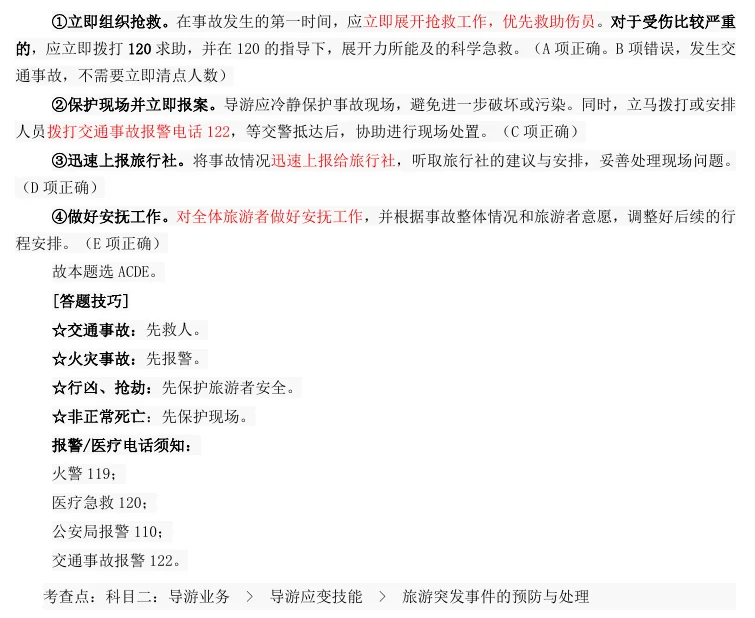 ①立即组织抢救。在事故发生的第一时间，应立即展开抢救工作，优先救助伤员。对于受伤比较严重
的，应立即拨打 120 求助，并在 120 的指导下，展开力所能及的科学急救。（A 项正确。B 项错误，发生交
通事故，不需要立即清点人数）
②保护现场并立即报案。导游应冷静保护事故现场，避免进一步破坏或污染。同时，立马拨打或安排
人员拨打交通事故报警电话 122，等交警抵达后，协助进行现场处置。（C 项正确）
③迅速上报旅行社。将事故情况迅速上报给旅行社，听取旅行社的建议与安排，妥善处理现场问题。
（D 项正确）
④做好安抚工作。对全体旅游者做好安抚工作，并根据事故整体情况和旅游者意愿，调整好后续的行
程安排。（E 项正确）
故本题选 ACDE。
[答题技巧]
☆交通事故：先救人。
☆火灾事故：先报警。
☆行凶、抢劫：先保护旅游者安全。
☆非正常死亡：先保护现场。
报警/医疗电话须知：
火警 119；
医疗急救 120；
公安局报警 110；
交通事故报警 122。
考查点：科目二：导游业务 > 导游应变技能 > 旅游突发事件的预防与处理